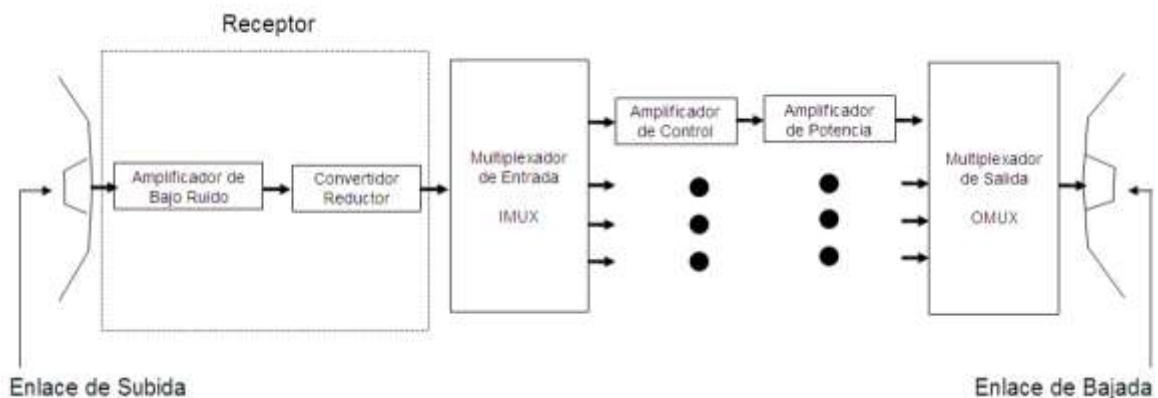 Receptor
Amplificador de
Bajo Ruido
Convertidor
Reductor
Multiplexador
de Entrada
IMUX
Amplificador
de Control
Amplificador
de Potencia
Multiplexador
de Salida
OMUX
Enlace de Subida
Enlace de Bajada